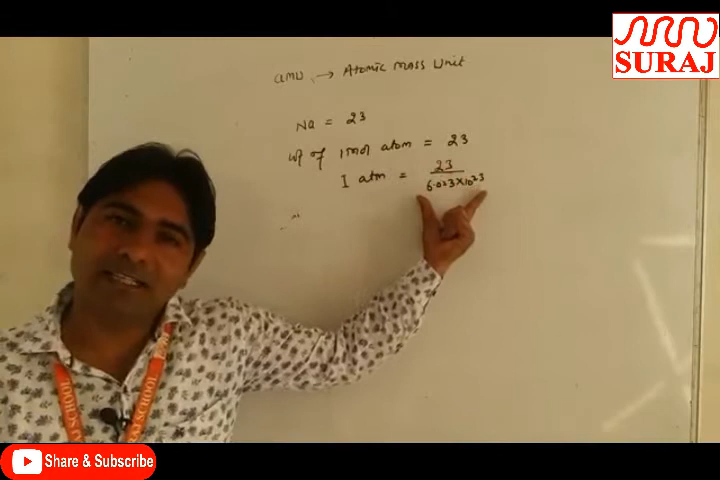 SURAJ
amu → Atomic Mass Unit
Na = 23
wt of 1 mol atom = 23
1 atm = 23
6.023×10²³
SCHOOL
Share & Subscribe